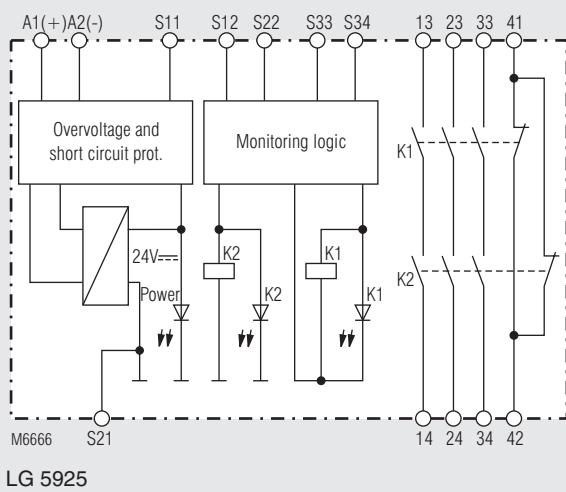 A1(+) A2(-) S11 S12 S22 S33 S34 13 23 33 41
Overvoltage and
short circuit prot.
Monitoring logic
K1
24V K2 K1
K2
Power K2 K1
M6666 S21 14 24 34 42
LG 5925